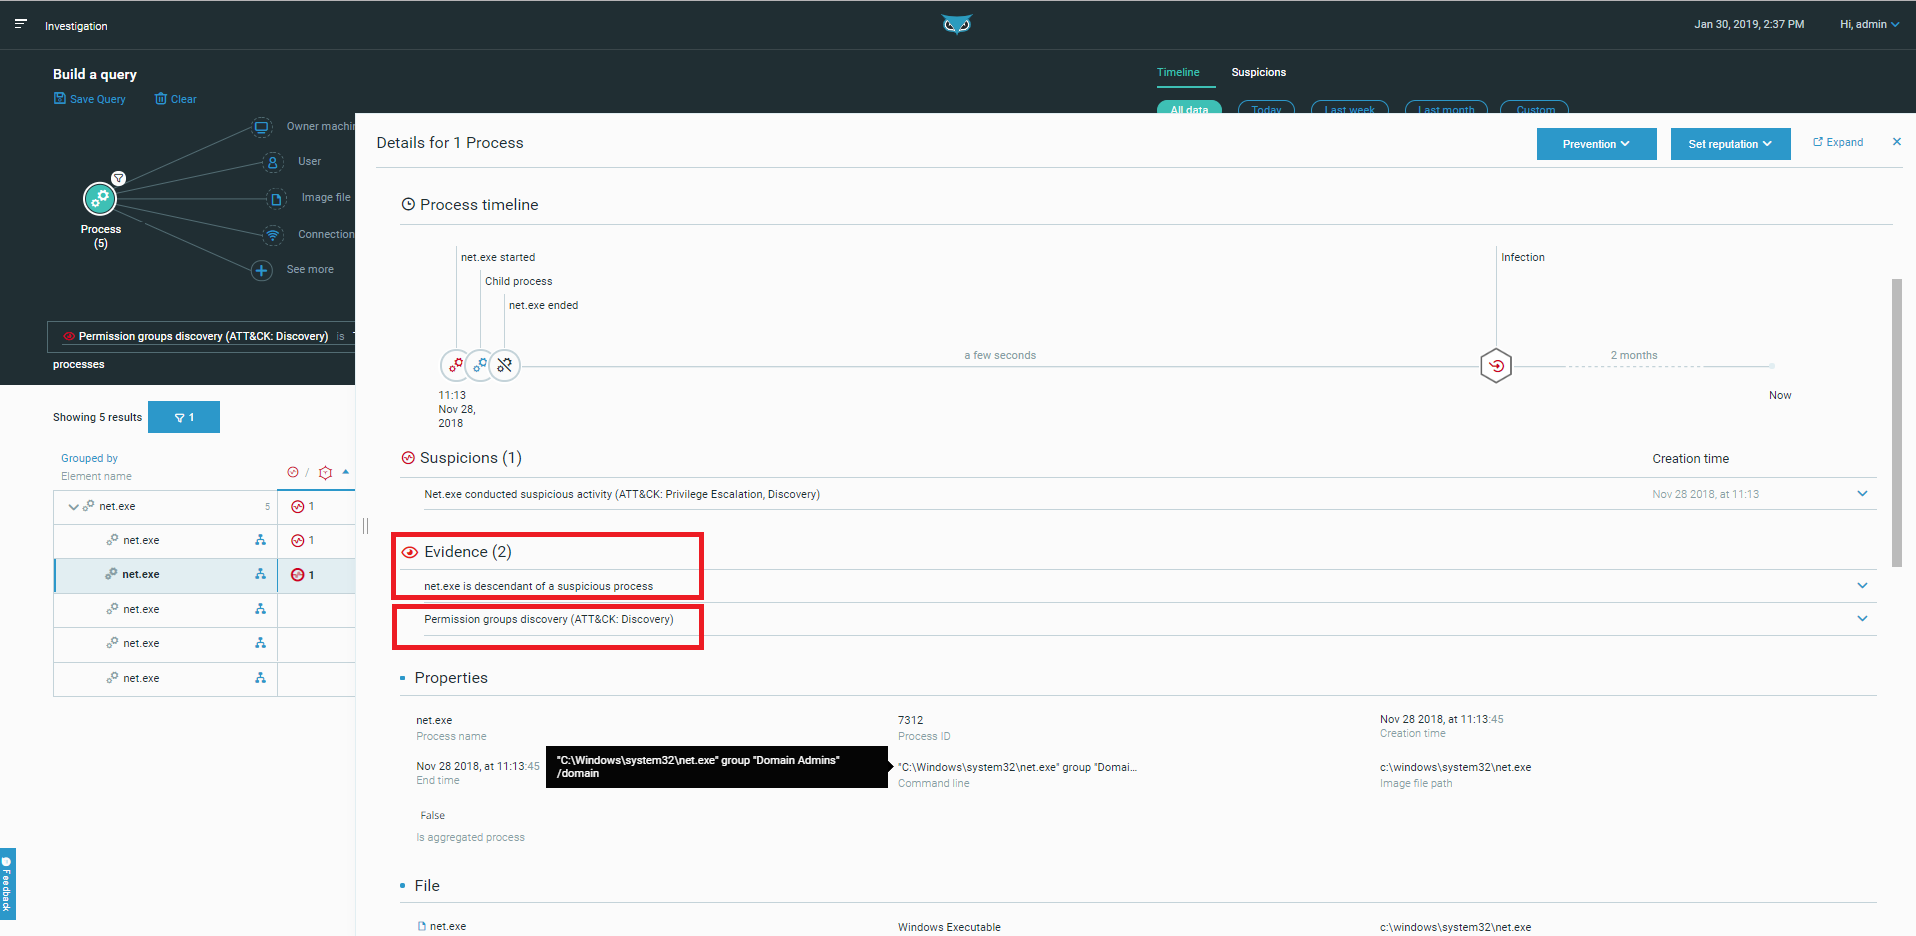 Investigation
Jan 30, 2019, 2:37 PM
Hi, admin
Build a query
Save Query
Clear
Timeline
Suspicions
All data
Today
Last week
Last month
Custom
Owner machin
User
Image file
Connection
See more
Process
(5)
Permission groups discovery (ATT&CK: Discovery) is
processes
Showing 5 results
1
Grouped by
Element name
/
net.exe 5 1
net.exe 1
net.exe 1
net.exe
net.exe
net.exe
Feedback
Details for 1 Process
Prevention
Set reputation
Expand
Process timeline
net.exe started
Child process
net.exe ended
Infection
a few seconds
2 months
11:13
Nov 28,
2018
Now
Suspicions (1)
Creation time
Net.exe conducted suspicious activity (ATT&CK: Privilege Escalation, Discovery)
Nov 28 2018, at 11:13
Evidence (2)
net.exe is descendant of a suspicious process
Permission groups discovery (ATT&CK: Discovery)
Properties
net.exe
Process name
7312
Process ID
Nov 28 2018, at 11:13:45
Creation time
Nov 28 2018, at 11:13:45
End time
"C:\Windows\system32\net.exe" group "Domain Admins"
/domain
"C:\Windows\system32\net.exe" group "Domai...
Command line
c:\windows\system32\net.exe
Image file path
False
Is aggregated process
File
net.exe
Windows Executable
c:\windows\system32\net.exe